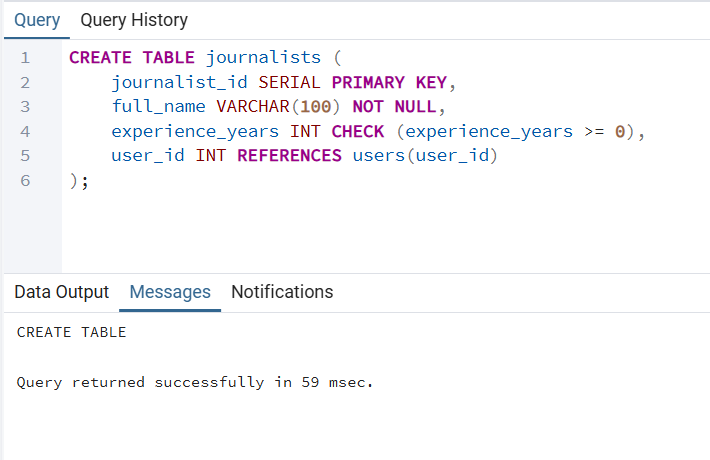 Query Query History
1 CREATE TABLE journalists (
2     journalist_id SERIAL PRIMARY KEY,
3     full_name VARCHAR(100) NOT NULL,
4     experience_years INT CHECK (experience_years >= 0),
5     user_id INT REFERENCES users(user_id)
6 );
Data Output Messages Notifications
CREATE TABLE
Query returned successfully in 59 msec.